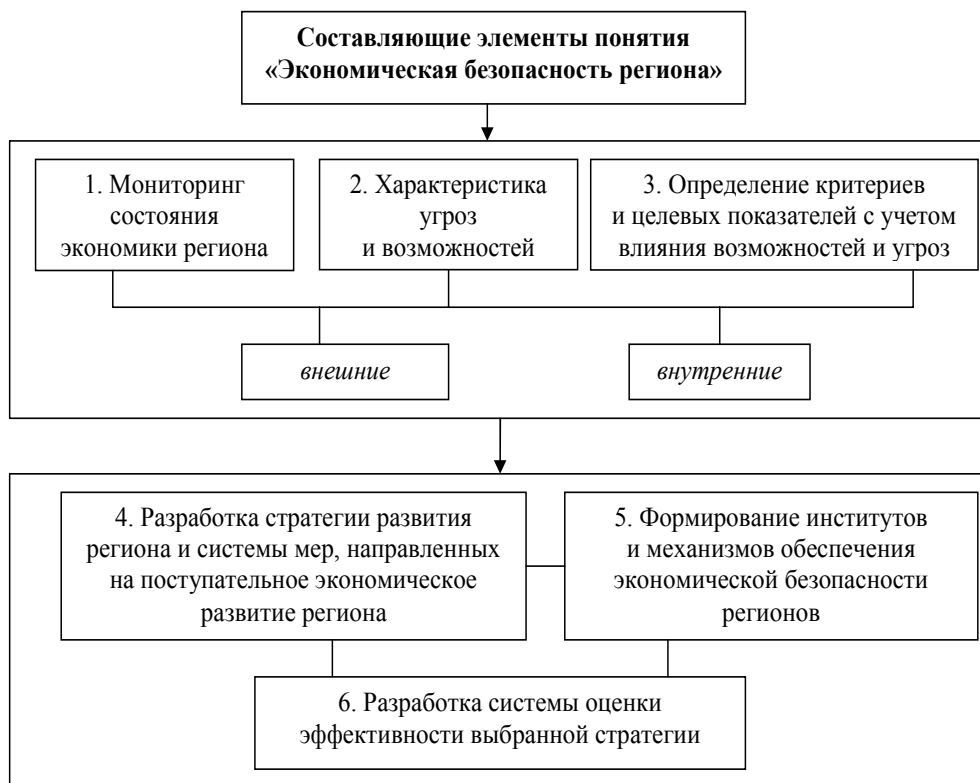 Составляющие элементы понятия
«Экономическая безопасность региона»
1. Мониторинг
состояния
экономики региона
2. Характеристика
угроз
и возможностей
3. Определение критериев
и целевых показателей с учетом
влияния возможностей и угроз
внешние
внутренние
4. Разработка стратегии развития
региона и системы мер, направленных
на поступательное экономическое
развитие региона
5. Формирование институтов
и механизмов обеспечения
экономической безопасности
регионов
6. Разработка системы оценки
эффективности выбранной стратегии